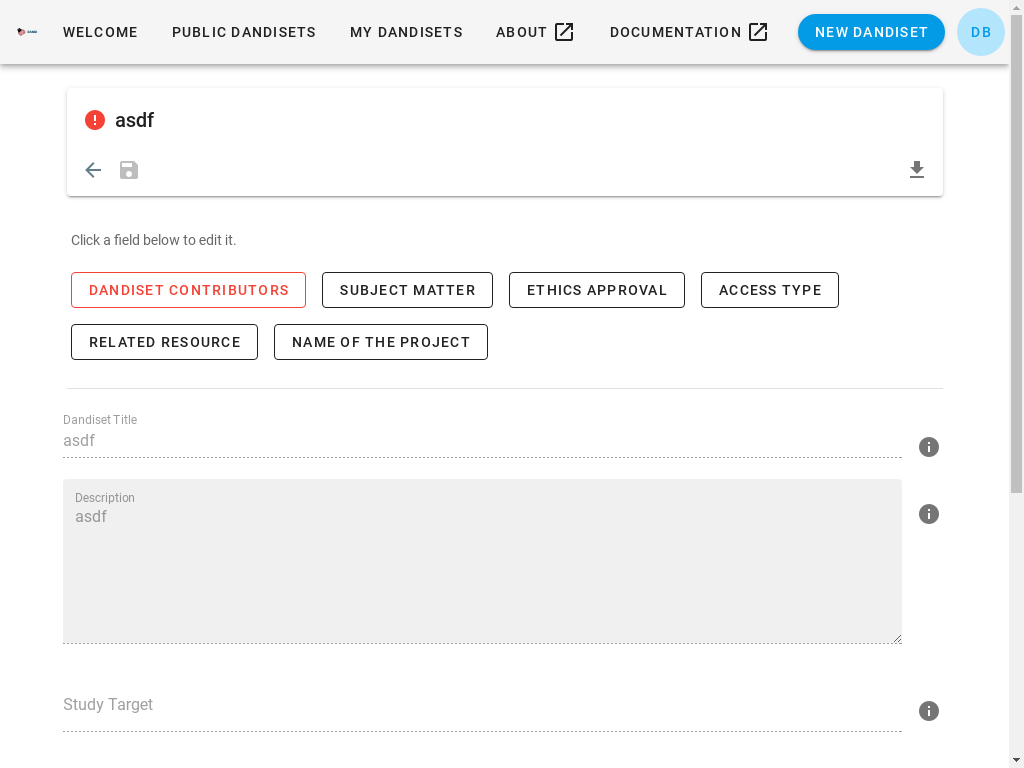 WELCOME PUBLIC DANDISETS MY DANDISETS ABOUT DOCUMENTATION NEW DANDISET DB
asdf
Click a field below to edit it.
DANDISET CONTRIBUTORS SUBJECT MATTER ETHICS APPROVAL ACCESS TYPE
RELATED RESOURCE NAME OF THE PROJECT
Dandiset Title
asdf
Description
asdf
Study Target